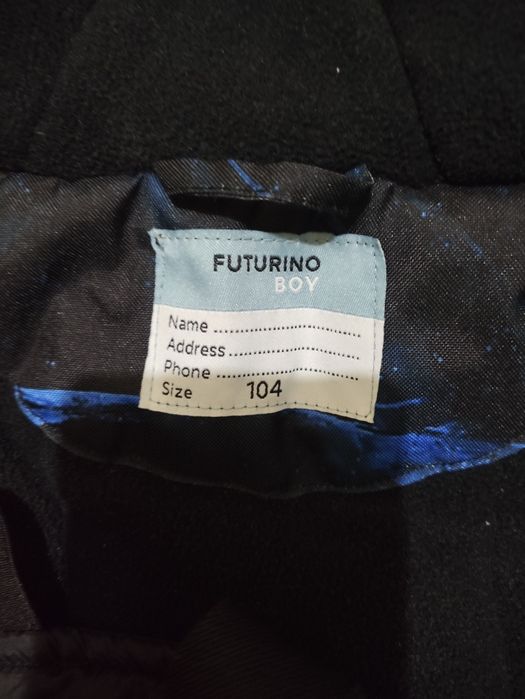 FUTURINO
BOY
Name ..............................
Address ..........................
Phone ..............................
Size 104